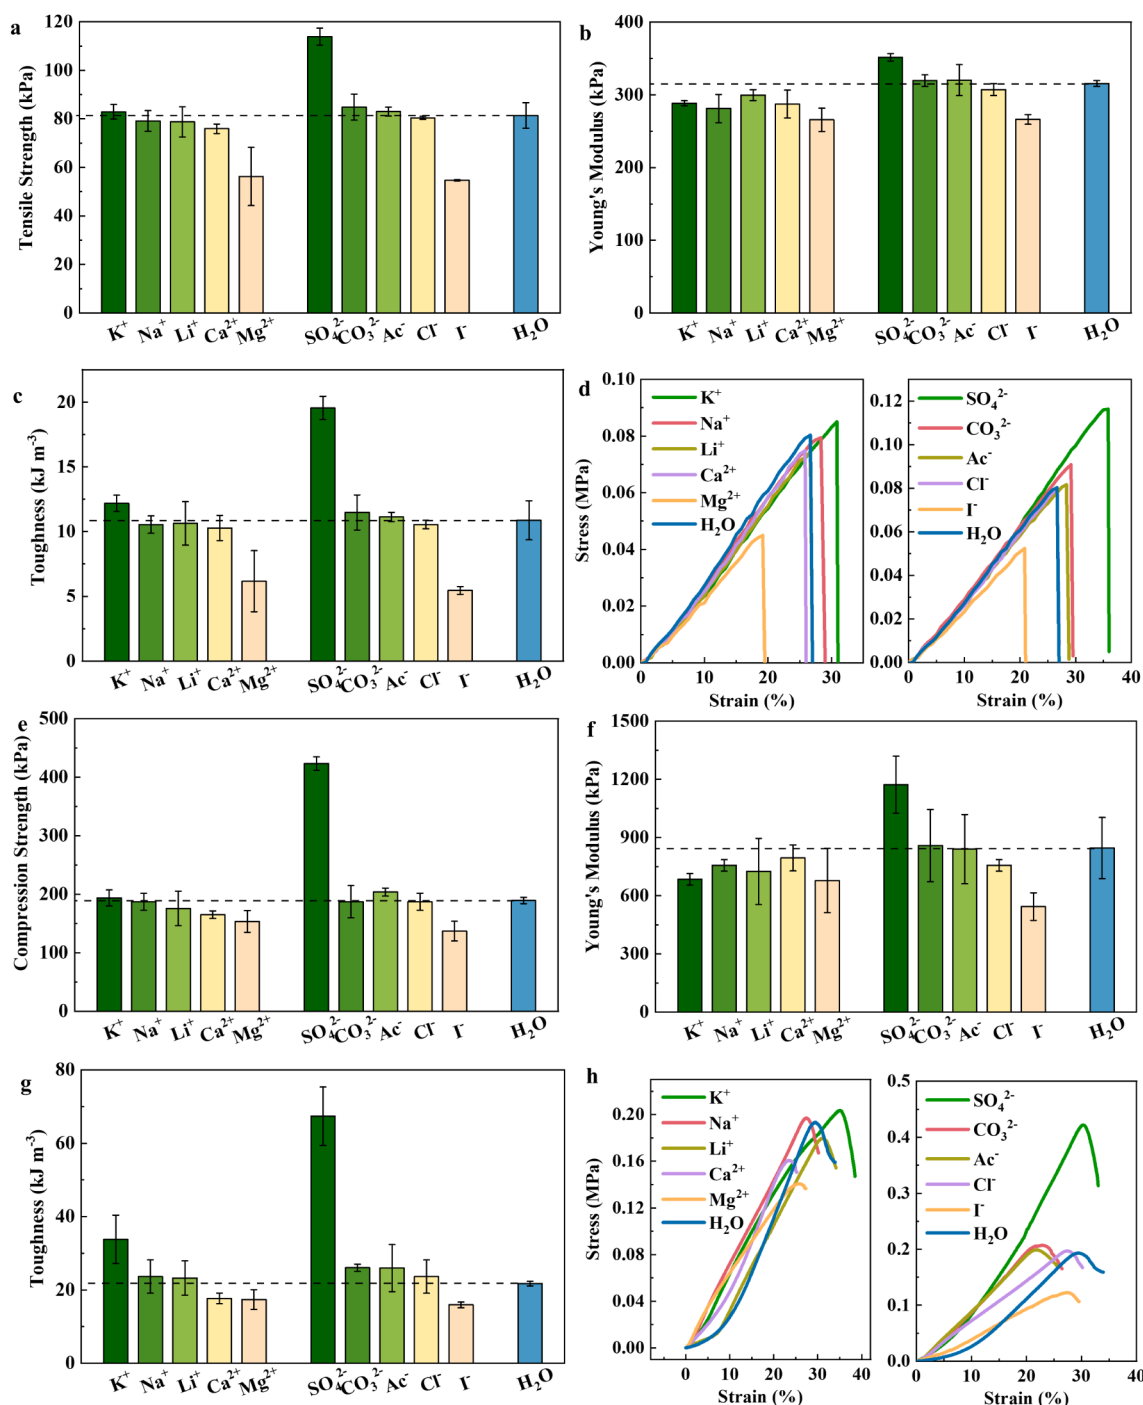 a
Tensile Strength (kPa)
120
100
80
60
40
20
0
K⁺ Na⁺ Li⁺ Ca²⁺ Mg²⁺ SO₄²⁻ CO₃²⁻ Ac⁻ Cl⁻ I⁻ H₂O
b
Young's Modulus (kPa)
400
300
200
100
0
K⁺ Na⁺ Li⁺ Ca²⁺ Mg²⁺ SO₄²⁻ CO₃²⁻ Ac⁻ Cl⁻ I⁻ H₂O
c
Toughness (kJ m⁻³)
20
15
10
5
0
K⁺ Na⁺ Li⁺ Ca²⁺ Mg²⁺ SO₄²⁻ CO₃²⁻ Ac⁻ Cl⁻ I⁻ H₂O
d
Stress (MPa)
0.10
0.08
0.06
0.04
0.02
0.00
K⁺
Na⁺
Li⁺
Ca²⁺
Mg²⁺
H₂O
0 10 20 30
Strain (%)
0.12
0.10
0.08
0.06
0.04
0.02
0.00
SO₄²⁻
CO₃²⁻
Ac⁻
Cl⁻
I⁻
H₂O
0 10 20 30 40
Strain (%)
e
Compression Strength (kPa)
500
400
300
200
100
0
K⁺ Na⁺ Li⁺ Ca²⁺ Mg²⁺ SO₄²⁻ CO₃²⁻ Ac⁻ Cl⁻ I⁻ H₂O
f
Young's Modulus (kPa)
1500
1200
900
600
300
0
K⁺ Na⁺ Li⁺ Ca²⁺ Mg²⁺ SO₄²⁻ CO₃²⁻ Ac⁻ Cl⁻ I⁻ H₂O
g
Toughness (kJ m⁻³)
80
60
40
20
0
K⁺ Na⁺ Li⁺ Ca²⁺ Mg²⁺ SO₄²⁻ CO₃²⁻ Ac⁻ Cl⁻ I⁻ H₂O
h
Stress (MPa)
0.20
0.16
0.12
0.08
0.04
0.00
K⁺
Na⁺
Li⁺
Ca²⁺
Mg²⁺
H₂O
0 10 20 30 40
Strain (%)
0.5
0.4
0.3
0.2
0.1
0.0
SO₄²⁻
CO₃²⁻
Ac⁻
Cl⁻
I⁻
H₂O
0 10 20 30 40
Strain (%)